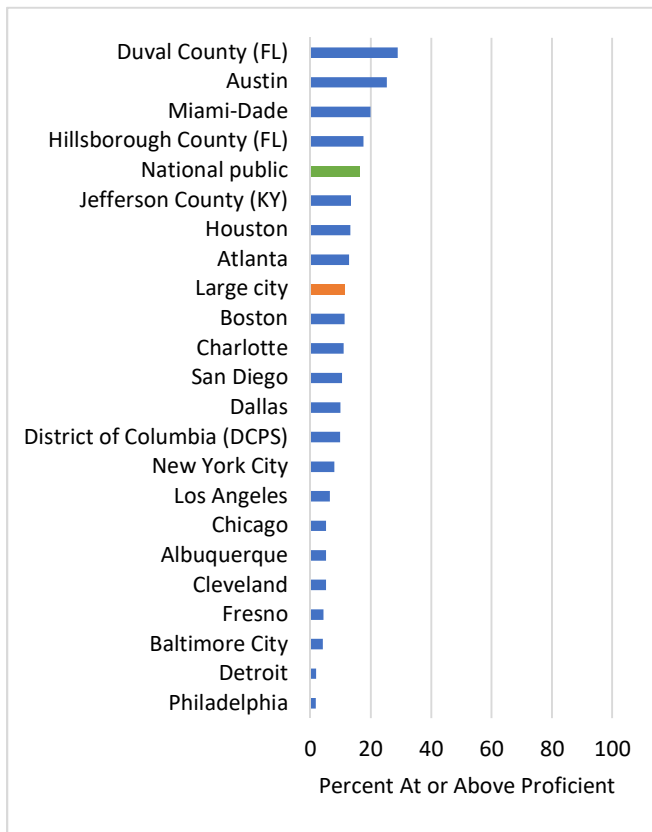 Duval County (FL)
Austin
Miami-Dade
Hillsborough County (FL)
National public
Jefferson County (KY)
Houston
Atlanta
Large city
Boston
Charlotte
San Diego
Dallas
District of Columbia (DCPS)
New York City
Los Angeles
Chicago
Albuquerque
Cleveland
Fresno
Baltimore City
Detroit
Philadelphia
0 20 40 60 80 100
Percent At or Above Proficient